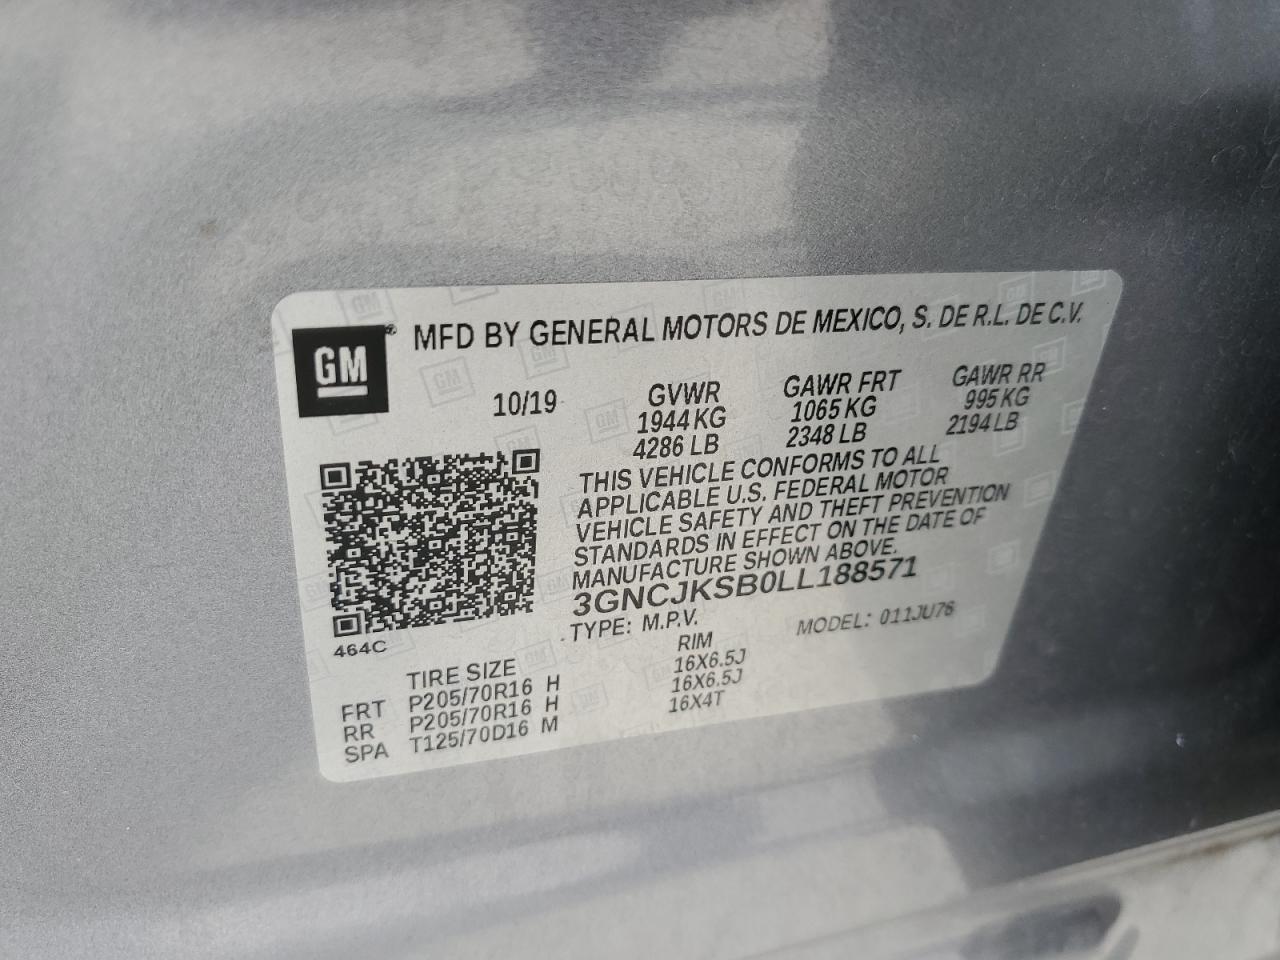 GM
MFD BY GENERAL MOTORS DE MEXICO, S. DE R.L. DE C.V.
10/19
GVWR GAWR FRT GAWR RR
1944 KG 1065 KG 995 KG
4286 LB 2348 LB 2194 LB
THIS VEHICLE CONFORMS TO ALL
APPLICABLE U.S. FEDERAL MOTOR
VEHICLE SAFETY AND THEFT PREVENTION
STANDARDS IN EFFECT ON THE DATE OF
MANUFACTURE SHOWN ABOVE.
3GNCJKSB0LL188571
TYPE: M.P.V. MODEL: 011JU76
464C
TIRE SIZE RIM
FRT P205/70R16 H 16X6.5J
RR P205/70R16 H 16X6.5J
SPA T125/70D16 M 16X4T